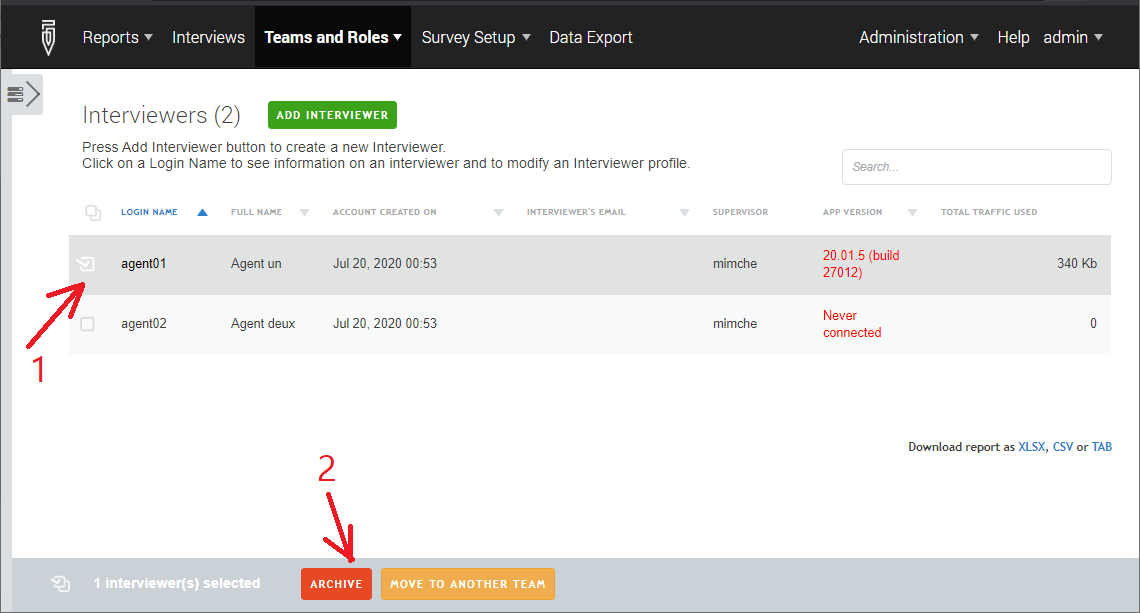 Reports Interviews Teams and Roles Survey Setup Data Export Administration Help admin
Interviewers (2) ADD INTERVIEWER
Press Add Interviewer button to create a new Interviewer.
Click on a Login Name to see information on an interviewer and to modify an Interviewer profile.
Search...
LOGIN NAME FULL NAME ACCOUNT CREATED ON INTERVIEWER'S EMAIL SUPERVISOR APP VERSION TOTAL TRAFFIC USED
agent01 Agent un Jul 20, 2020 00:53 mimche 20.01.5 (build
27012) 340 Kb
agent02 Agent deux Jul 20, 2020 00:53 mimche Never
connected 0
1
Download report as XLSX, CSV or TAB
2
1 interviewer(s) selected ARCHIVE MOVE TO ANOTHER TEAM